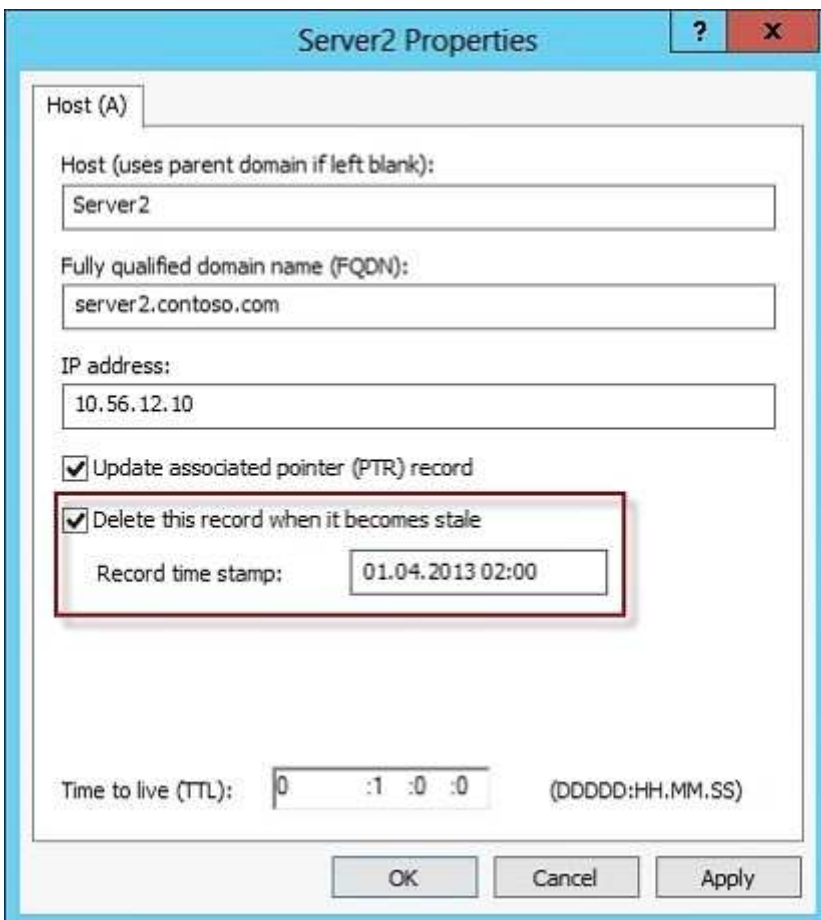 Server2 Properties
? x
Host (A)
Host (uses parent domain if left blank):
Server2
Fully qualified domain name (FQDN):
server2.contoso.com
IP address:
10.56.12.10
Update associated pointer (PTR) record
Delete this record when it becomes stale
Record time stamp: 01.04.2013 02:00
Time to live (TTL): 0 :1 :0 :0 (DDDDD:HH.MM.SS)
OK Cancel Apply